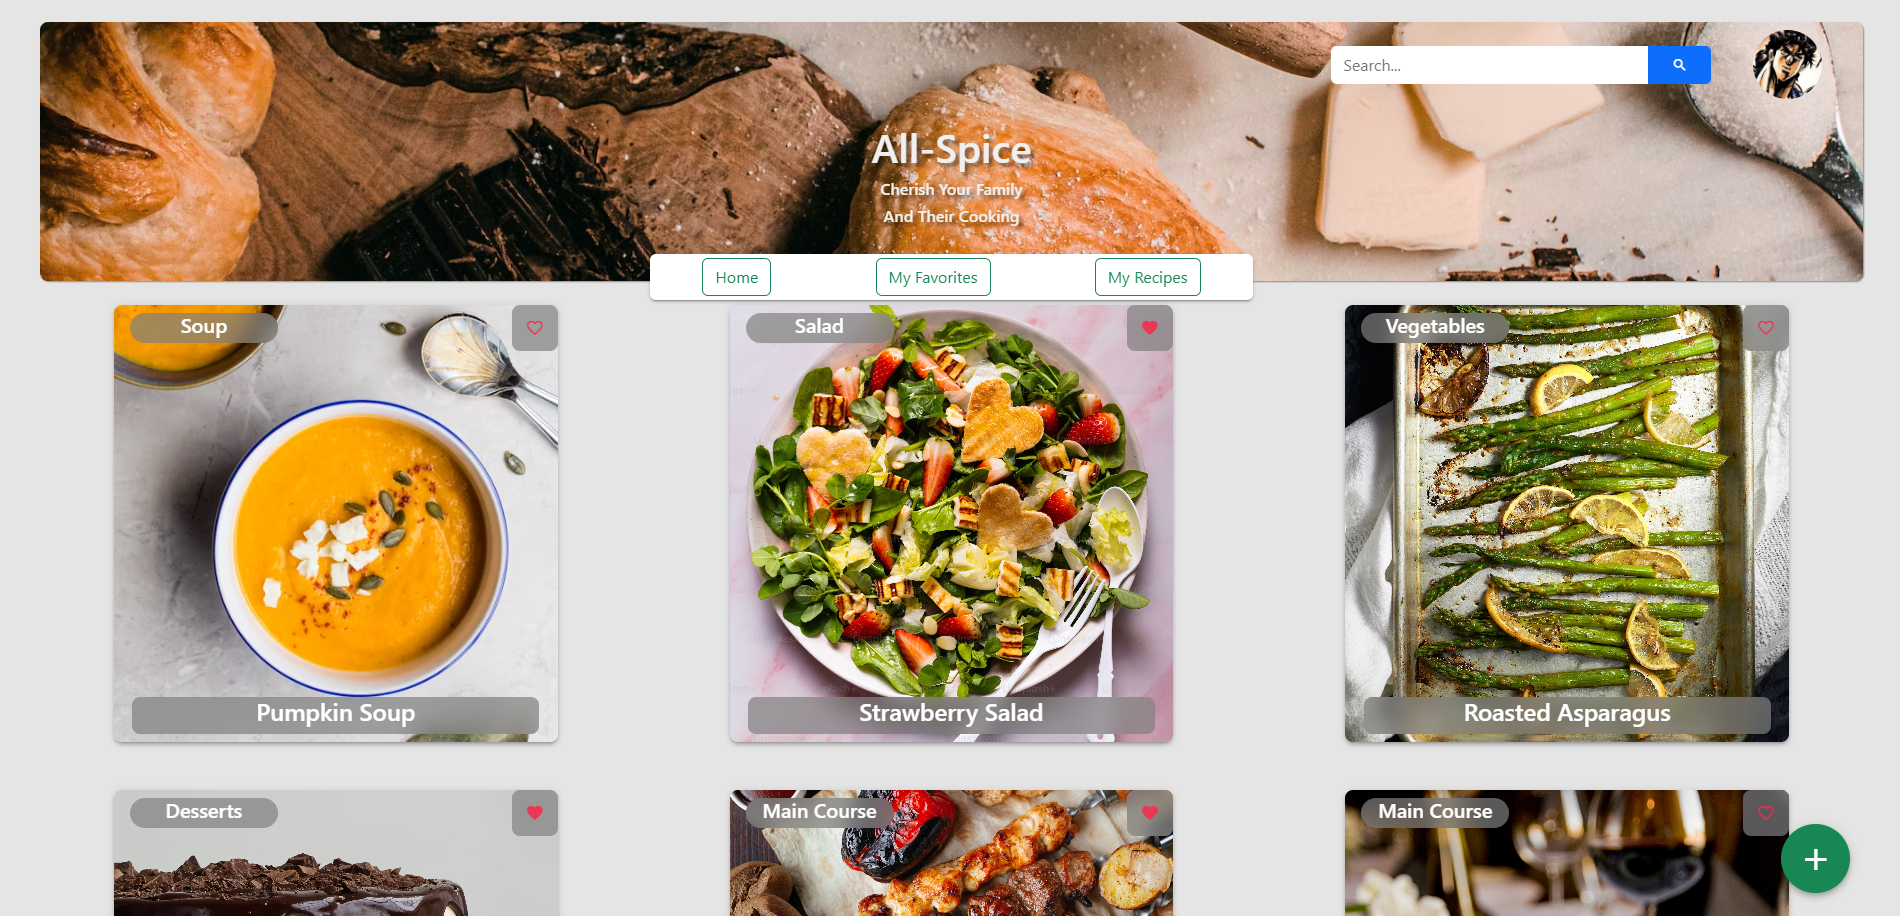 Search...
All-Spice
Cherish Your Family
And Their Cooking
Home
My Favorites
My Recipes
Soup
Salad
Vegetables
Pumpkin Soup
Strawberry Salad
Roasted Asparagus
Desserts
Main Course
Main Course